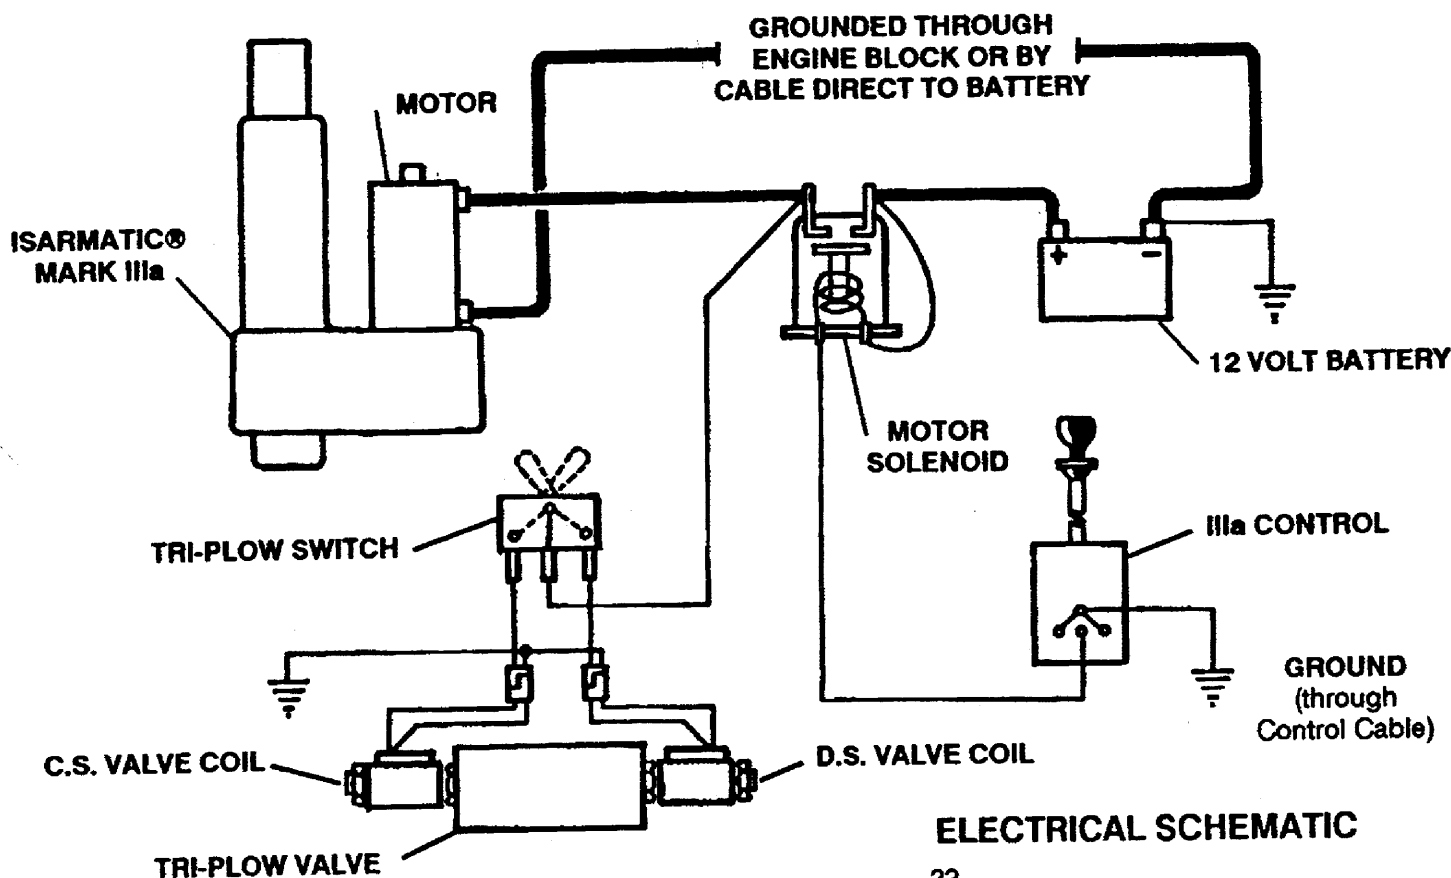 GROUNDED THROUGH
ENGINE BLOCK OR BY
CABLE DIRECT TO BATTERY
MOTOR
ISARMATIC®
MARK IIIa
+
−
12 VOLT BATTERY
MOTOR
SOLENOID
TRI-PLOW SWITCH
IIIa CONTROL
GROUND
(through
Control Cable)
C.S. VALVE COIL
D.S. VALVE COIL
TRI-PLOW VALVE
ELECTRICAL SCHEMATIC